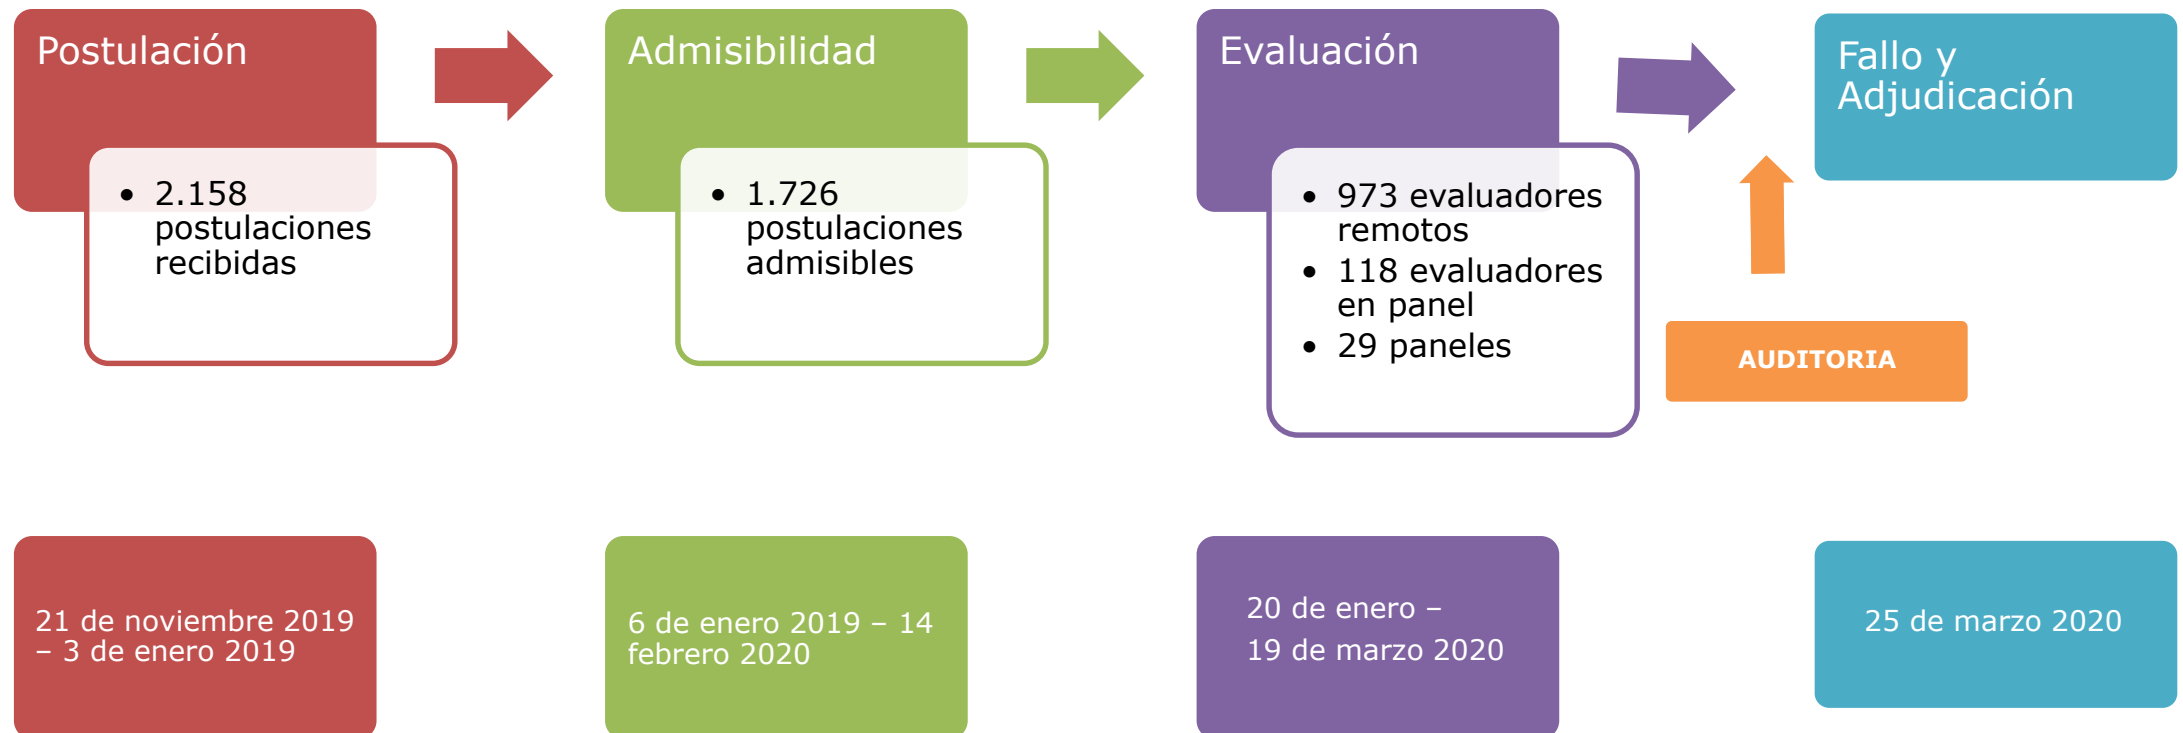 Postulación
• 2.158
postulaciones
recibidas
Admisibilidad
• 1.726
postulaciones
admisibles
Evaluación
• 973 evaluadores
remotos
• 118 evaluadores
en panel
• 29 paneles
Fallo y
Adjudicación
AUDITORIA
21 de noviembre 2019
– 3 de enero 2019
6 de enero 2019 – 14
febrero 2020
20 de enero –
19 de marzo 2020
25 de marzo 2020